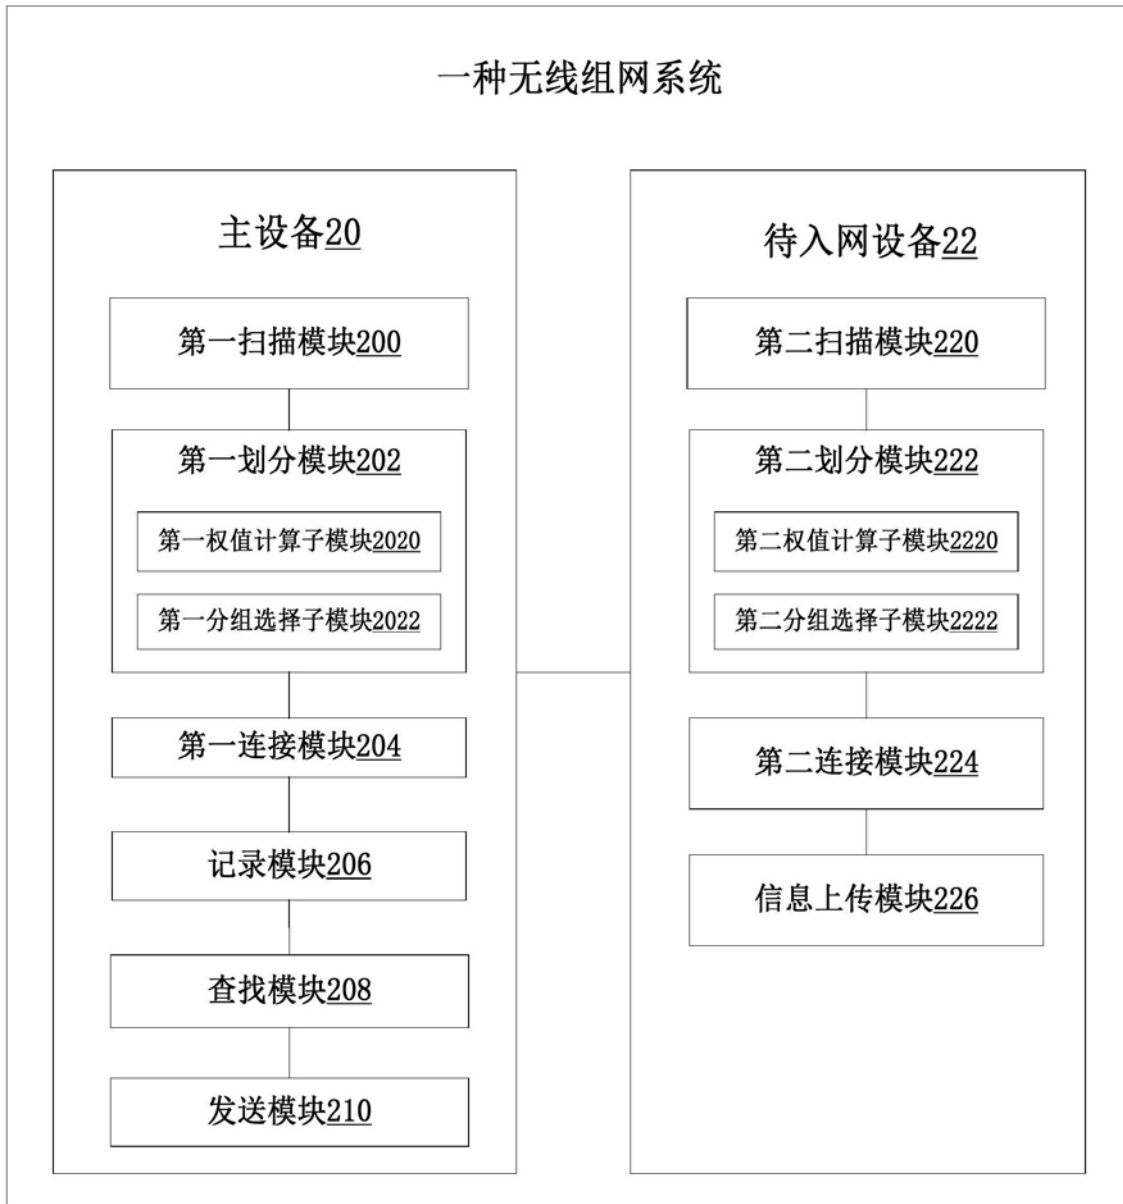 一种无线组网系统
主设备20
第一扫描模块200
第一划分模块202
第一权值计算子模块2020
第一分组选择子模块2022
第一连接模块204
记录模块206
查找模块208
发送模块210
待入网设备22
第二扫描模块220
第二划分模块222
第二权值计算子模块2220
第二分组选择子模块2222
第二连接模块224
信息上传模块226